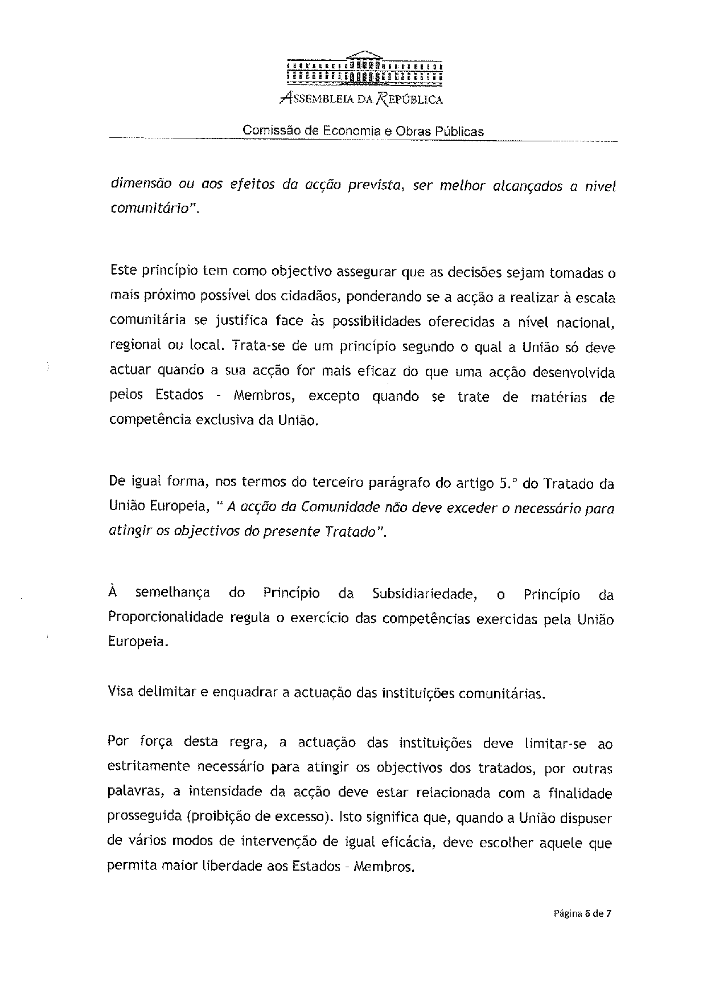 ASSEMBLEIA DA REPÚBLICA
Comissão de Economia e Obras Públicas
dimensão ou aos efeitos da acção prevista, ser melhor alcançados a nível
comunitário”.
Este princípio tem como objectivo assegurar que as decisões sejam tomadas o
mais próximo possível dos cidadãos, ponderando se a acção a realizar à escala
comunitária se justifica face às possibilidades oferecidas a nível nacional,
regional ou local. Trata-se de um princípio segundo o qual a União só deve
actuar quando a sua acção for mais eficaz do que uma acção desenvolvida
pelos Estados - Membros, excepto quando se trate de matérias de
competência exclusiva da União.
De igual forma, nos termos do terceiro parágrafo do artigo 5.º do Tratado da
União Europeia, “ A acção da Comunidade não deve exceder o necessário para
atingir os objectivos do presente Tratado”.
À semelhança do Princípio da Subsidiariedade, o Princípio da
Proporcionalidade regula o exercício das competências exercidas pela União
Europeia.
Visa delimitar e enquadrar a actuação das instituições comunitárias.
Por força desta regra, a actuação das instituições deve limitar-se ao
estritamente necessário para atingir os objectivos dos tratados, por outras
palavras, a intensidade da acção deve estar relacionada com a finalidade
prosseguida (proibição de excesso). Isto significa que, quando a União dispuser
de vários modos de intervenção de igual eficácia, deve escolher aquele que
permita maior liberdade aos Estados - Membros.
Página 6 de 7